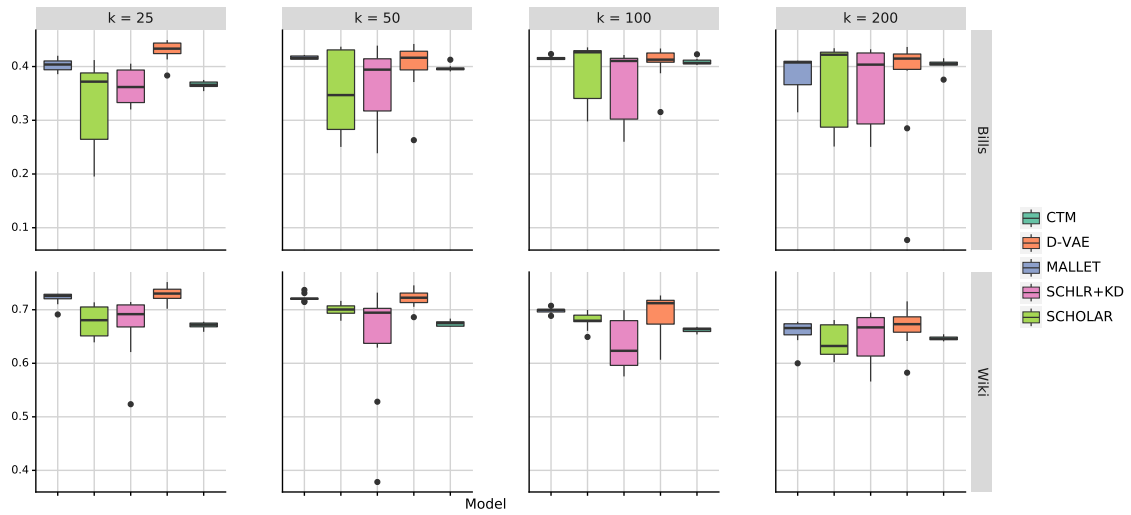 k = 25
k = 50
k = 100
k = 200
0.4
0.3
0.2
0.1
Bills
0.7
0.6
0.5
0.4
Wiki
Model
CTM
D-VAE
MALLET
SCHLR+KD
SCHOLAR